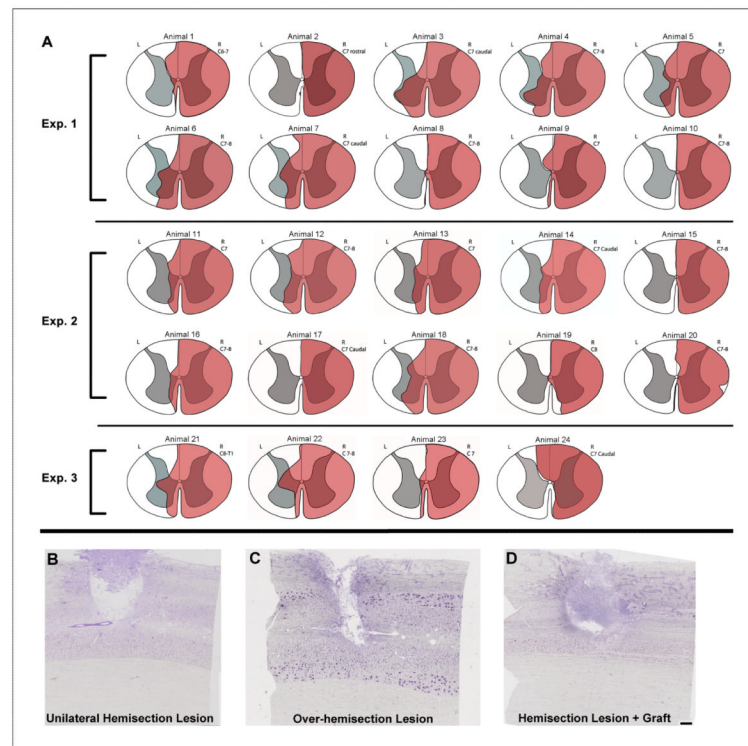 A
Exp. 1
Animal 1
L
R
C6-7
Animal 2
L
R
C7 rostral
Animal 3
L
R
C7 caudal
Animal 4
L
R
C7-8
Animal 5
L
R
C7
Animal 6
L
R
C7-8
Animal 7
L
R
C7 caudal
Animal 8
L
R
C7-8
Animal 9
L
R
C7
Animal 10
L
R
C7-8
Exp. 2
Animal 11
L
R
C7
Animal 12
L
R
C7-8
Animal 13
L
R
C7
Animal 14
L
R
C7 Caudal
Animal 15
L
R
C7-8
Animal 16
L
R
C7-8
Animal 17
L
R
C7 Caudal
Animal 18
L
R
C7-8
Animal 19
L
R
C8
Animal 20
L
R
C7-8
Exp. 3
Animal 21
L
R
C8-T1
Animal 22
L
R
C 7-8
Animal 23
L
R
C 7
Animal 24
L
R
C7 Caudal
B
Unilateral Hemisection Lesion
C
Over-hemisection Lesion
D
Hemisection Lesion + Graft